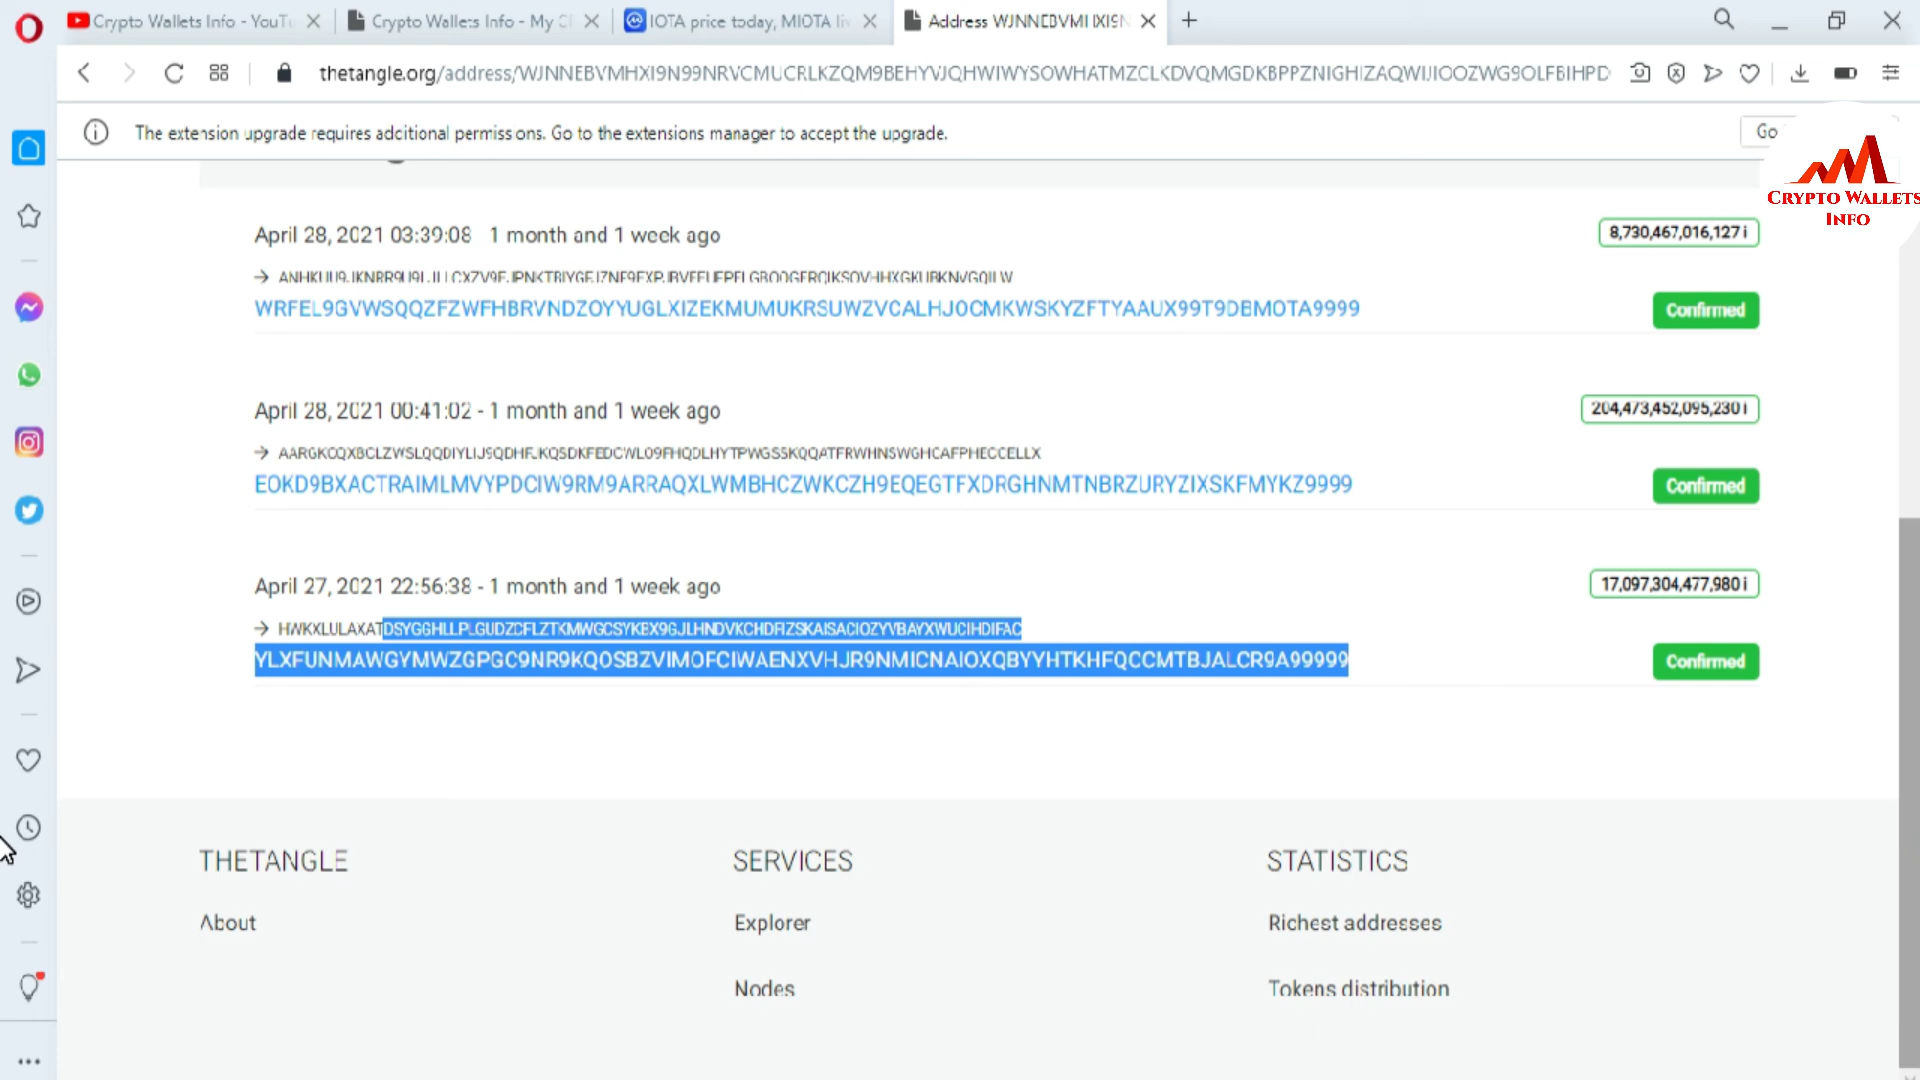 Crypto Wallets Info - YouTu
Crypto Wallets Info - My C
IOTA price today, MIOTA liv
Address WJNNEBVMHXI9N
thetangle.org/address/WJNNEBVMHXI9N99NRVCMUCRLKZQM9BEHYVJQHWIWYSOWHATMZCLKDVQMGDKBPPZNIGHIZAQWIJIOOZWG9OLFBIHPD
The extension upgrade requires additional permissions. Go to the extensions manager to accept the upgrade.
Go
CRYPTO WALLETS
INFO
April 28, 2021 03:39:08 1 month and 1 week ago
8,730,467,016,127 i
WRFEL9GVWSQQZFZWFHBRVNDZOYYUGLXIZEKMUMUKRSUWZVCALHJOCMKWSKYZFTYAAUX99T9DBMOTA9999
Confirmed
April 28, 2021 00:41:02 - 1 month and 1 week ago
204,473,452,095,230 i
EOKD9BXACTRAIMLMVYPDCIW9RM9ARRAQXLWMBHCZWKCZH9EQEGTFXDRGHNMTNBRZURYZIXSKFMYKZ9999
Confirmed
April 27, 2021 22:56:38 - 1 month and 1 week ago
17,097,304,477,980 i
YLXFUNMAWGYMWZGPGC9NR9KQOSBZVIMOFCIWAENXVHJR9NMICNAIOXQBYYHTKHFQCCMTBJALCR9A99999
Confirmed
THETANGLE
SERVICES
STATISTICS
About
Explorer
Richest addresses
Nodes
Tokens distribution